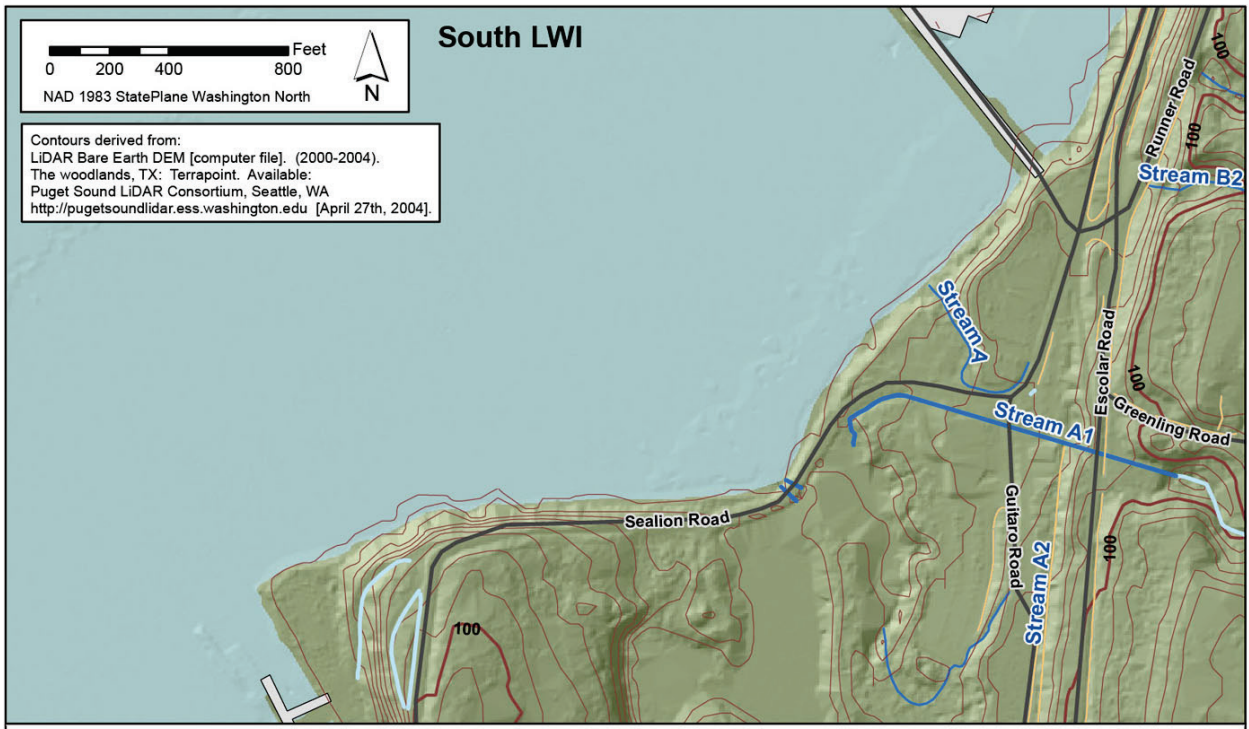 South LWI
Feet
0 200 400 800
NAD 1983 StatePlane Washington North
N
Contours derived from:
LiDAR Bare Earth DEM [computer file]. (2000-2004).
The woodlands, TX: Terrapoint. Available:
Puget Sound LiDAR Consortium, Seattle, WA
http://pugetsoundlidar.ess.washington.edu [April 27th, 2004].
100
Runner Road
100
Stream B2
Stream A
Escolar Road
100
Greenling Road
Stream A1
Sealion Road
Guitaro Road
Stream A2
100
100